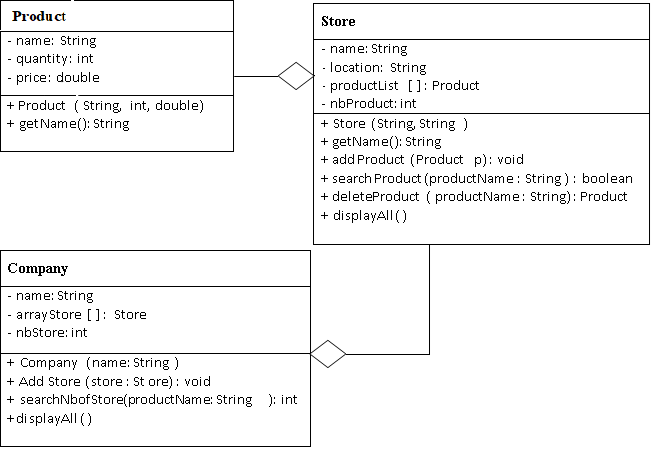 Product
- name: String
- quantity: int
- price: double
+ Product ( String, int, double)
+ getName(): String
Store
- name: String
- location: String
- productList [ ]: Product
- nbProduct: int
+ Store (String, String )
+ getName(): String
+ addProduct (Product p): void
+ searchProduct(productName: String ): boolean
+ deleteProduct ( productName: String): Product
+ displayAll()
Company
- name: String
- arrayStore [ ]: Store
- nbStore: int
+ Company (name: String )
+ Add Store (store: St ore): void
+ searchNbofStore(productName: String ): int
+displayAll()